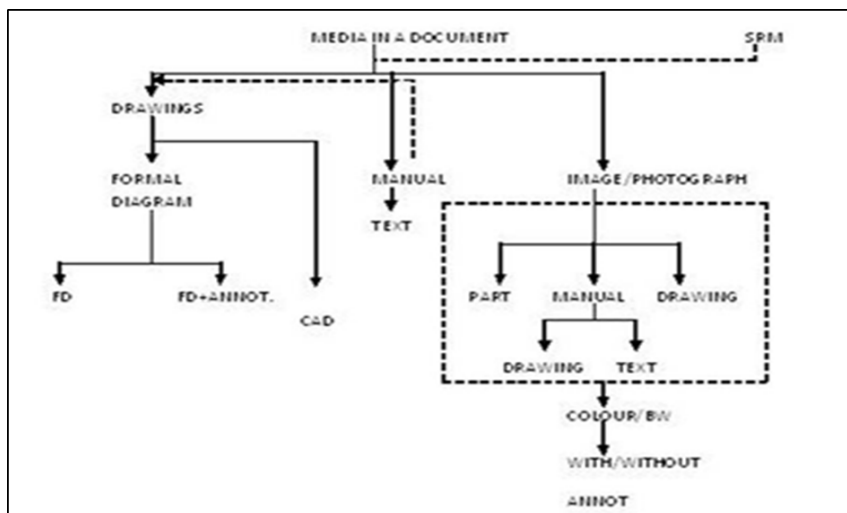 MEDIA IN A DOCUMENT SRM
DRAWINGS
FORMAL MANUAL IMAGE/PHOTOGRAPH
DIAGRAM
TEXT
FD FD+ANNOT. PART MANUAL DRAWING
CAD
DRAWING TEXT
COLOUR/BW
WITH/WITHOUT
ANNOT